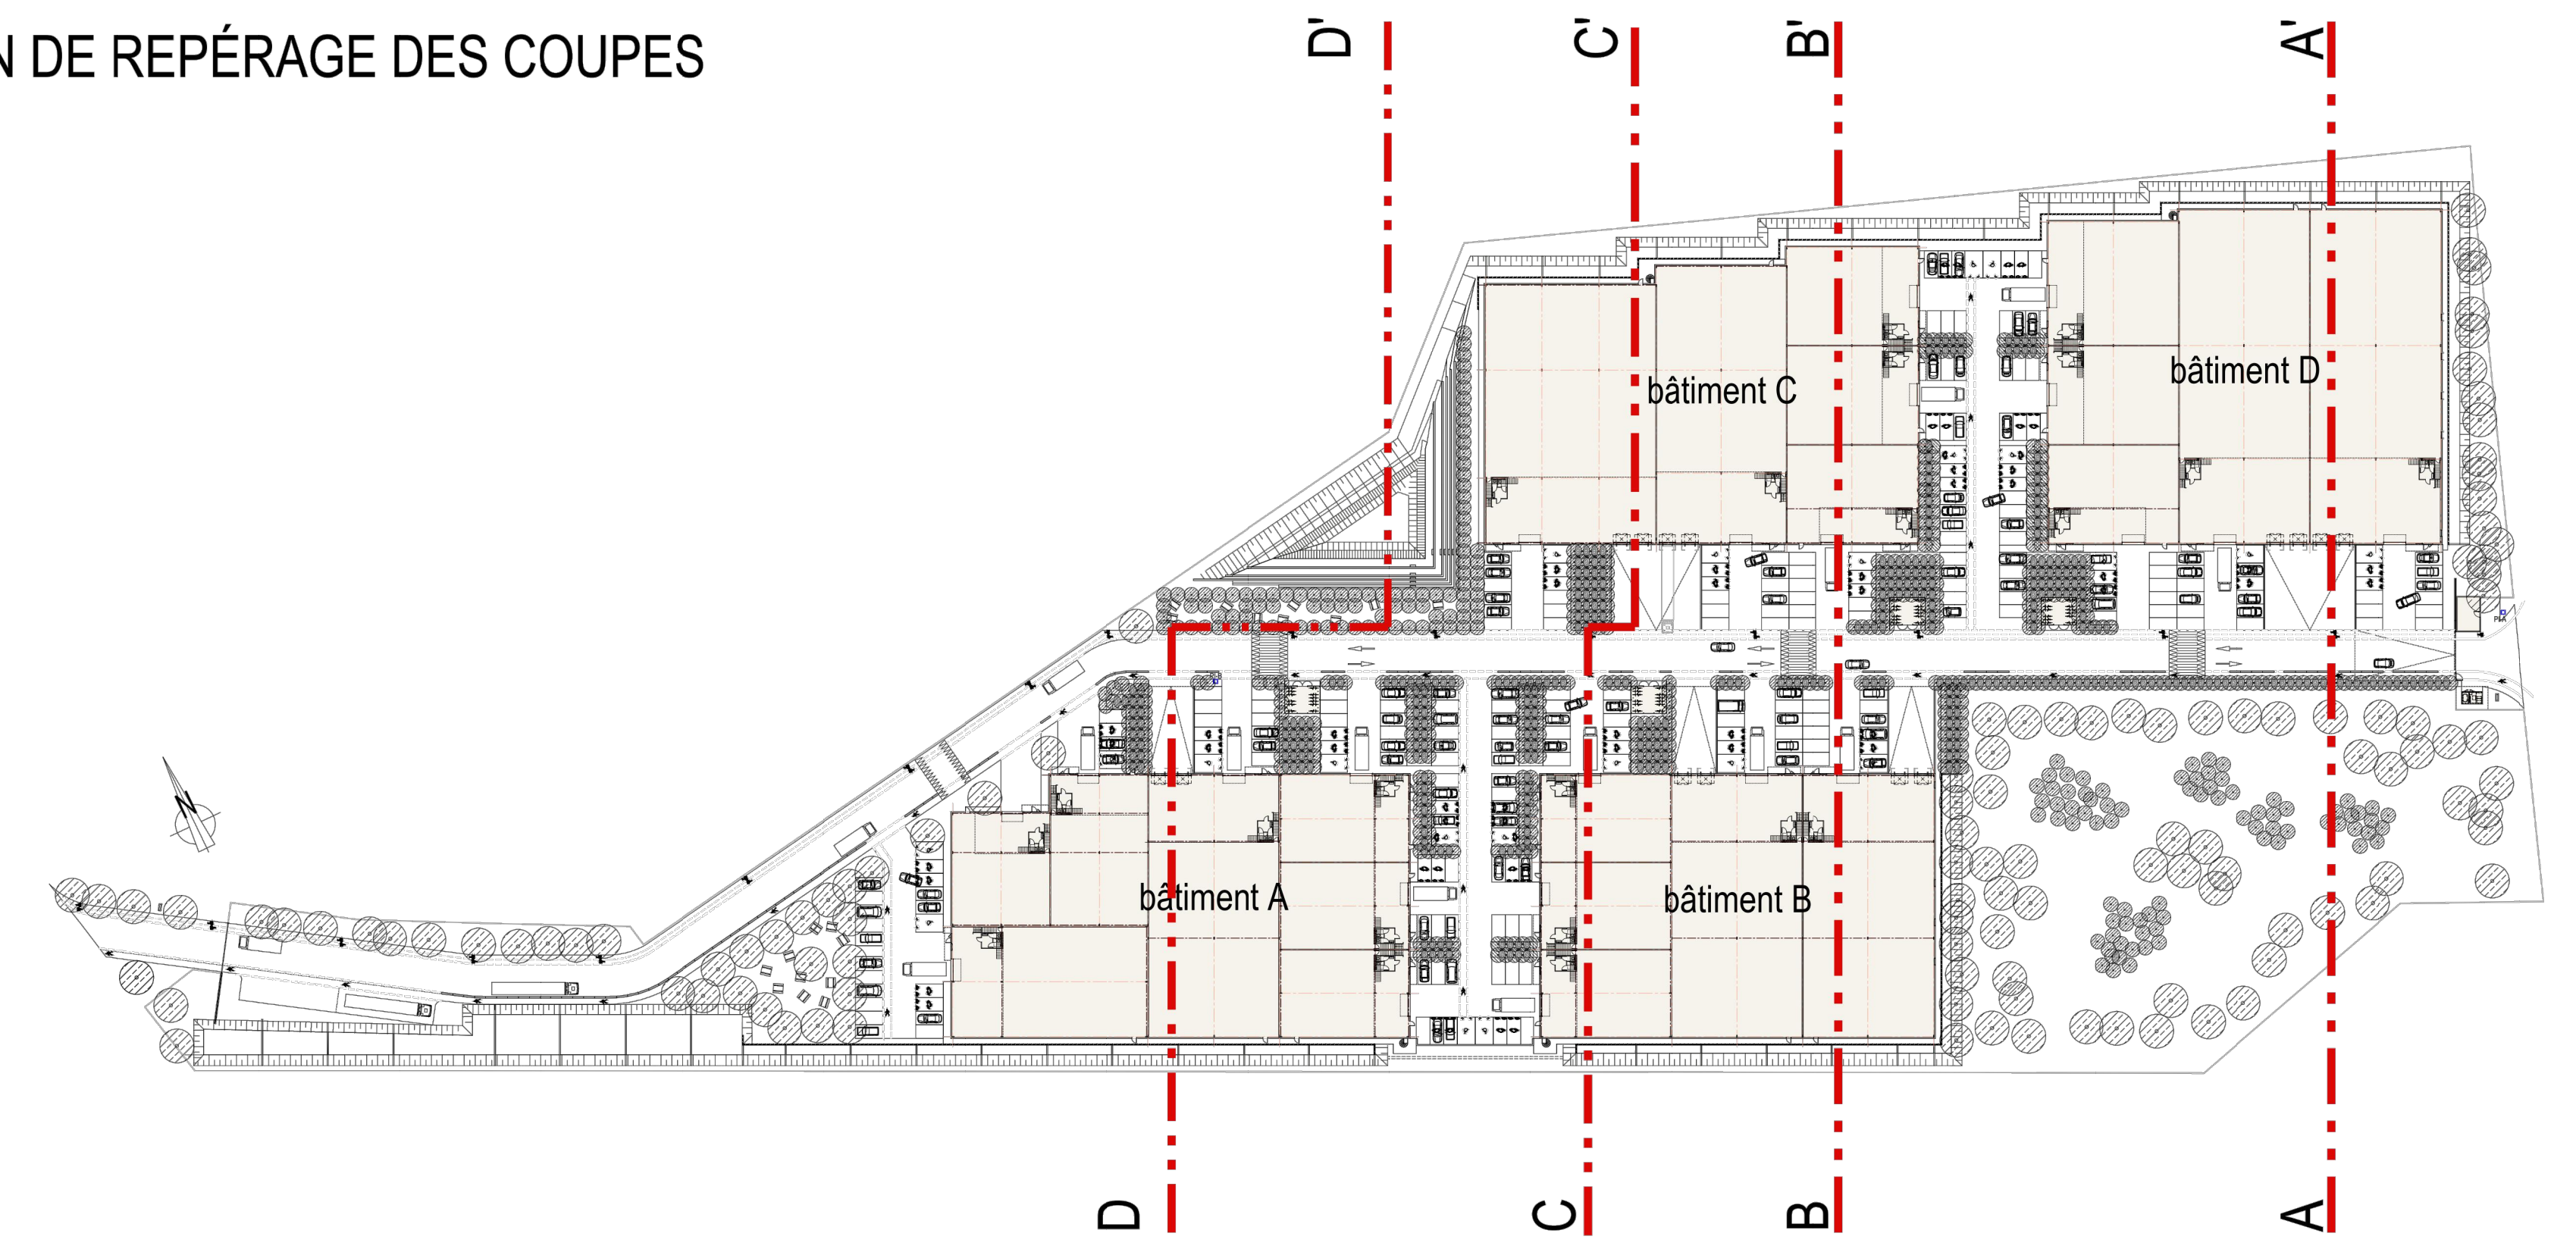 N DE REPÉRAGE DES COUPES
D'
C'
B'
A'
bâtiment C
bâtiment D
bâtiment A
bâtiment B
N
D
C
B
A